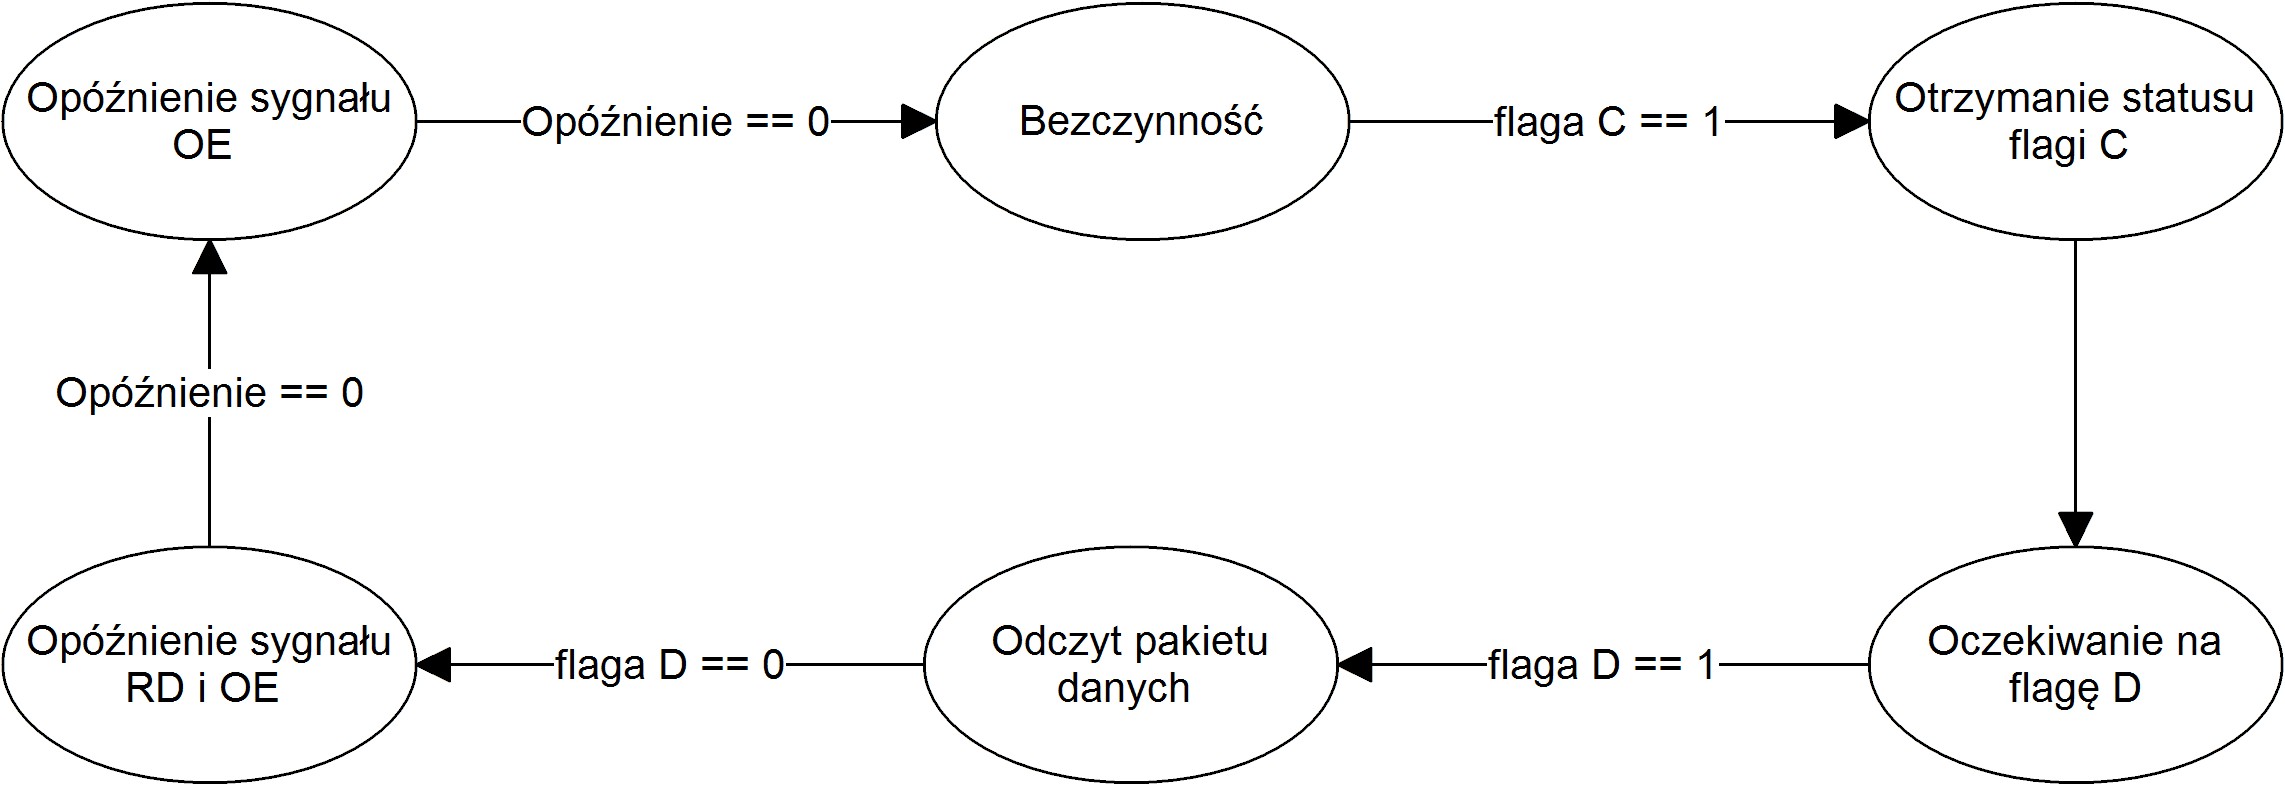 Opóźnienie sygnału
OE
Opóźnienie == 0
Bezczynność
flaga C == 1
Otrzymanie statusu
flagi C
Opóźnienie == 0
Opóźnienie sygnału
RD i OE
flaga D == 0
Odczyt pakietu
danych
flaga D == 1
Oczekiwanie na
flagę D